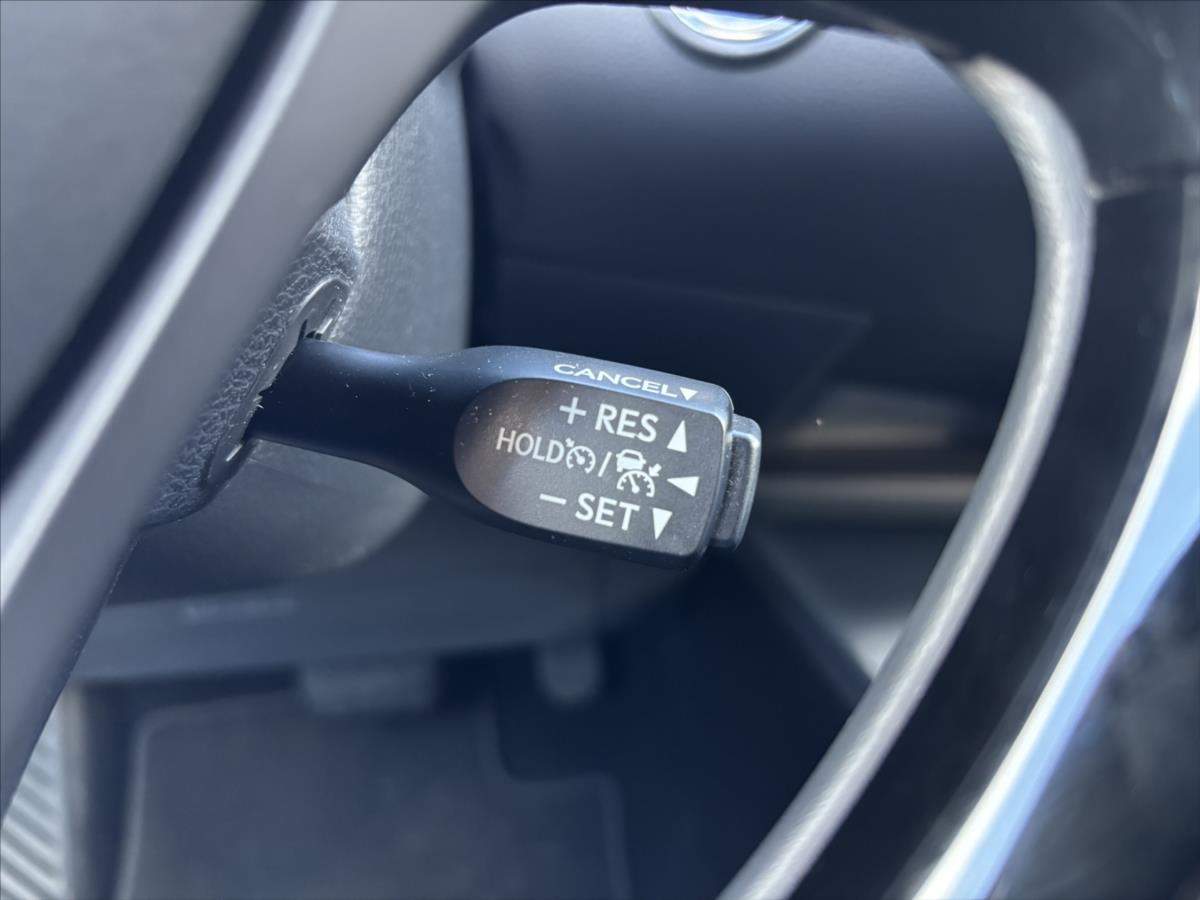 CANCEL▼
+ RES ▲
HOLD / ◀
− SET ▼